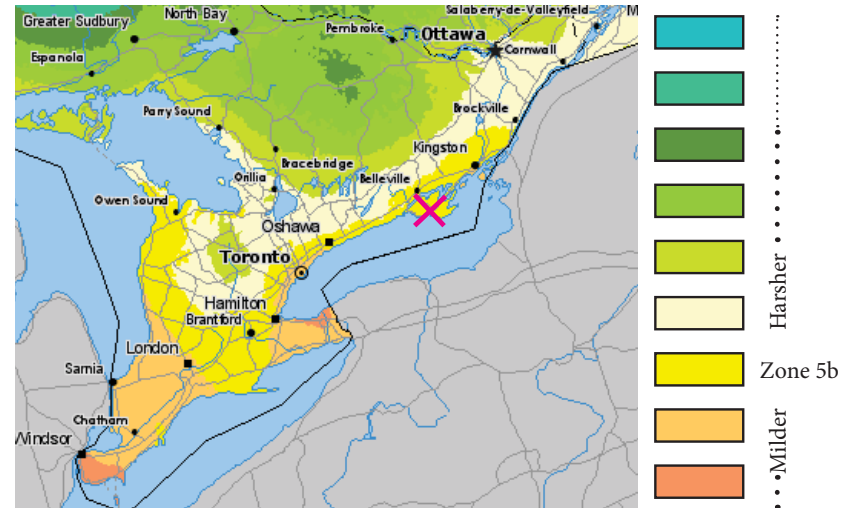 Salaberry-de-Valleyfield
M
North Bay
Greater Sudbury
Pembroke
Ottawa
Cornwall
Espanola
Brockville
Parry Sound
Kingston
Bracebridge
Belleville
Orillia
Owen Sound
Oshawa
Toronto
Hamilton
Brantford
London
Sarnia
Chatham
Windsor
Harsher
Zone 5b
Milder